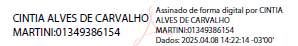 CINTIA ALVES DE CARVALHO
MARTINI:01349386154
Assinado de forma digital por CINTIA
ALVES DE CARVALHO
MARTINI:01349386154
Dados: 2025.04.08 14:22:14 -03'00'